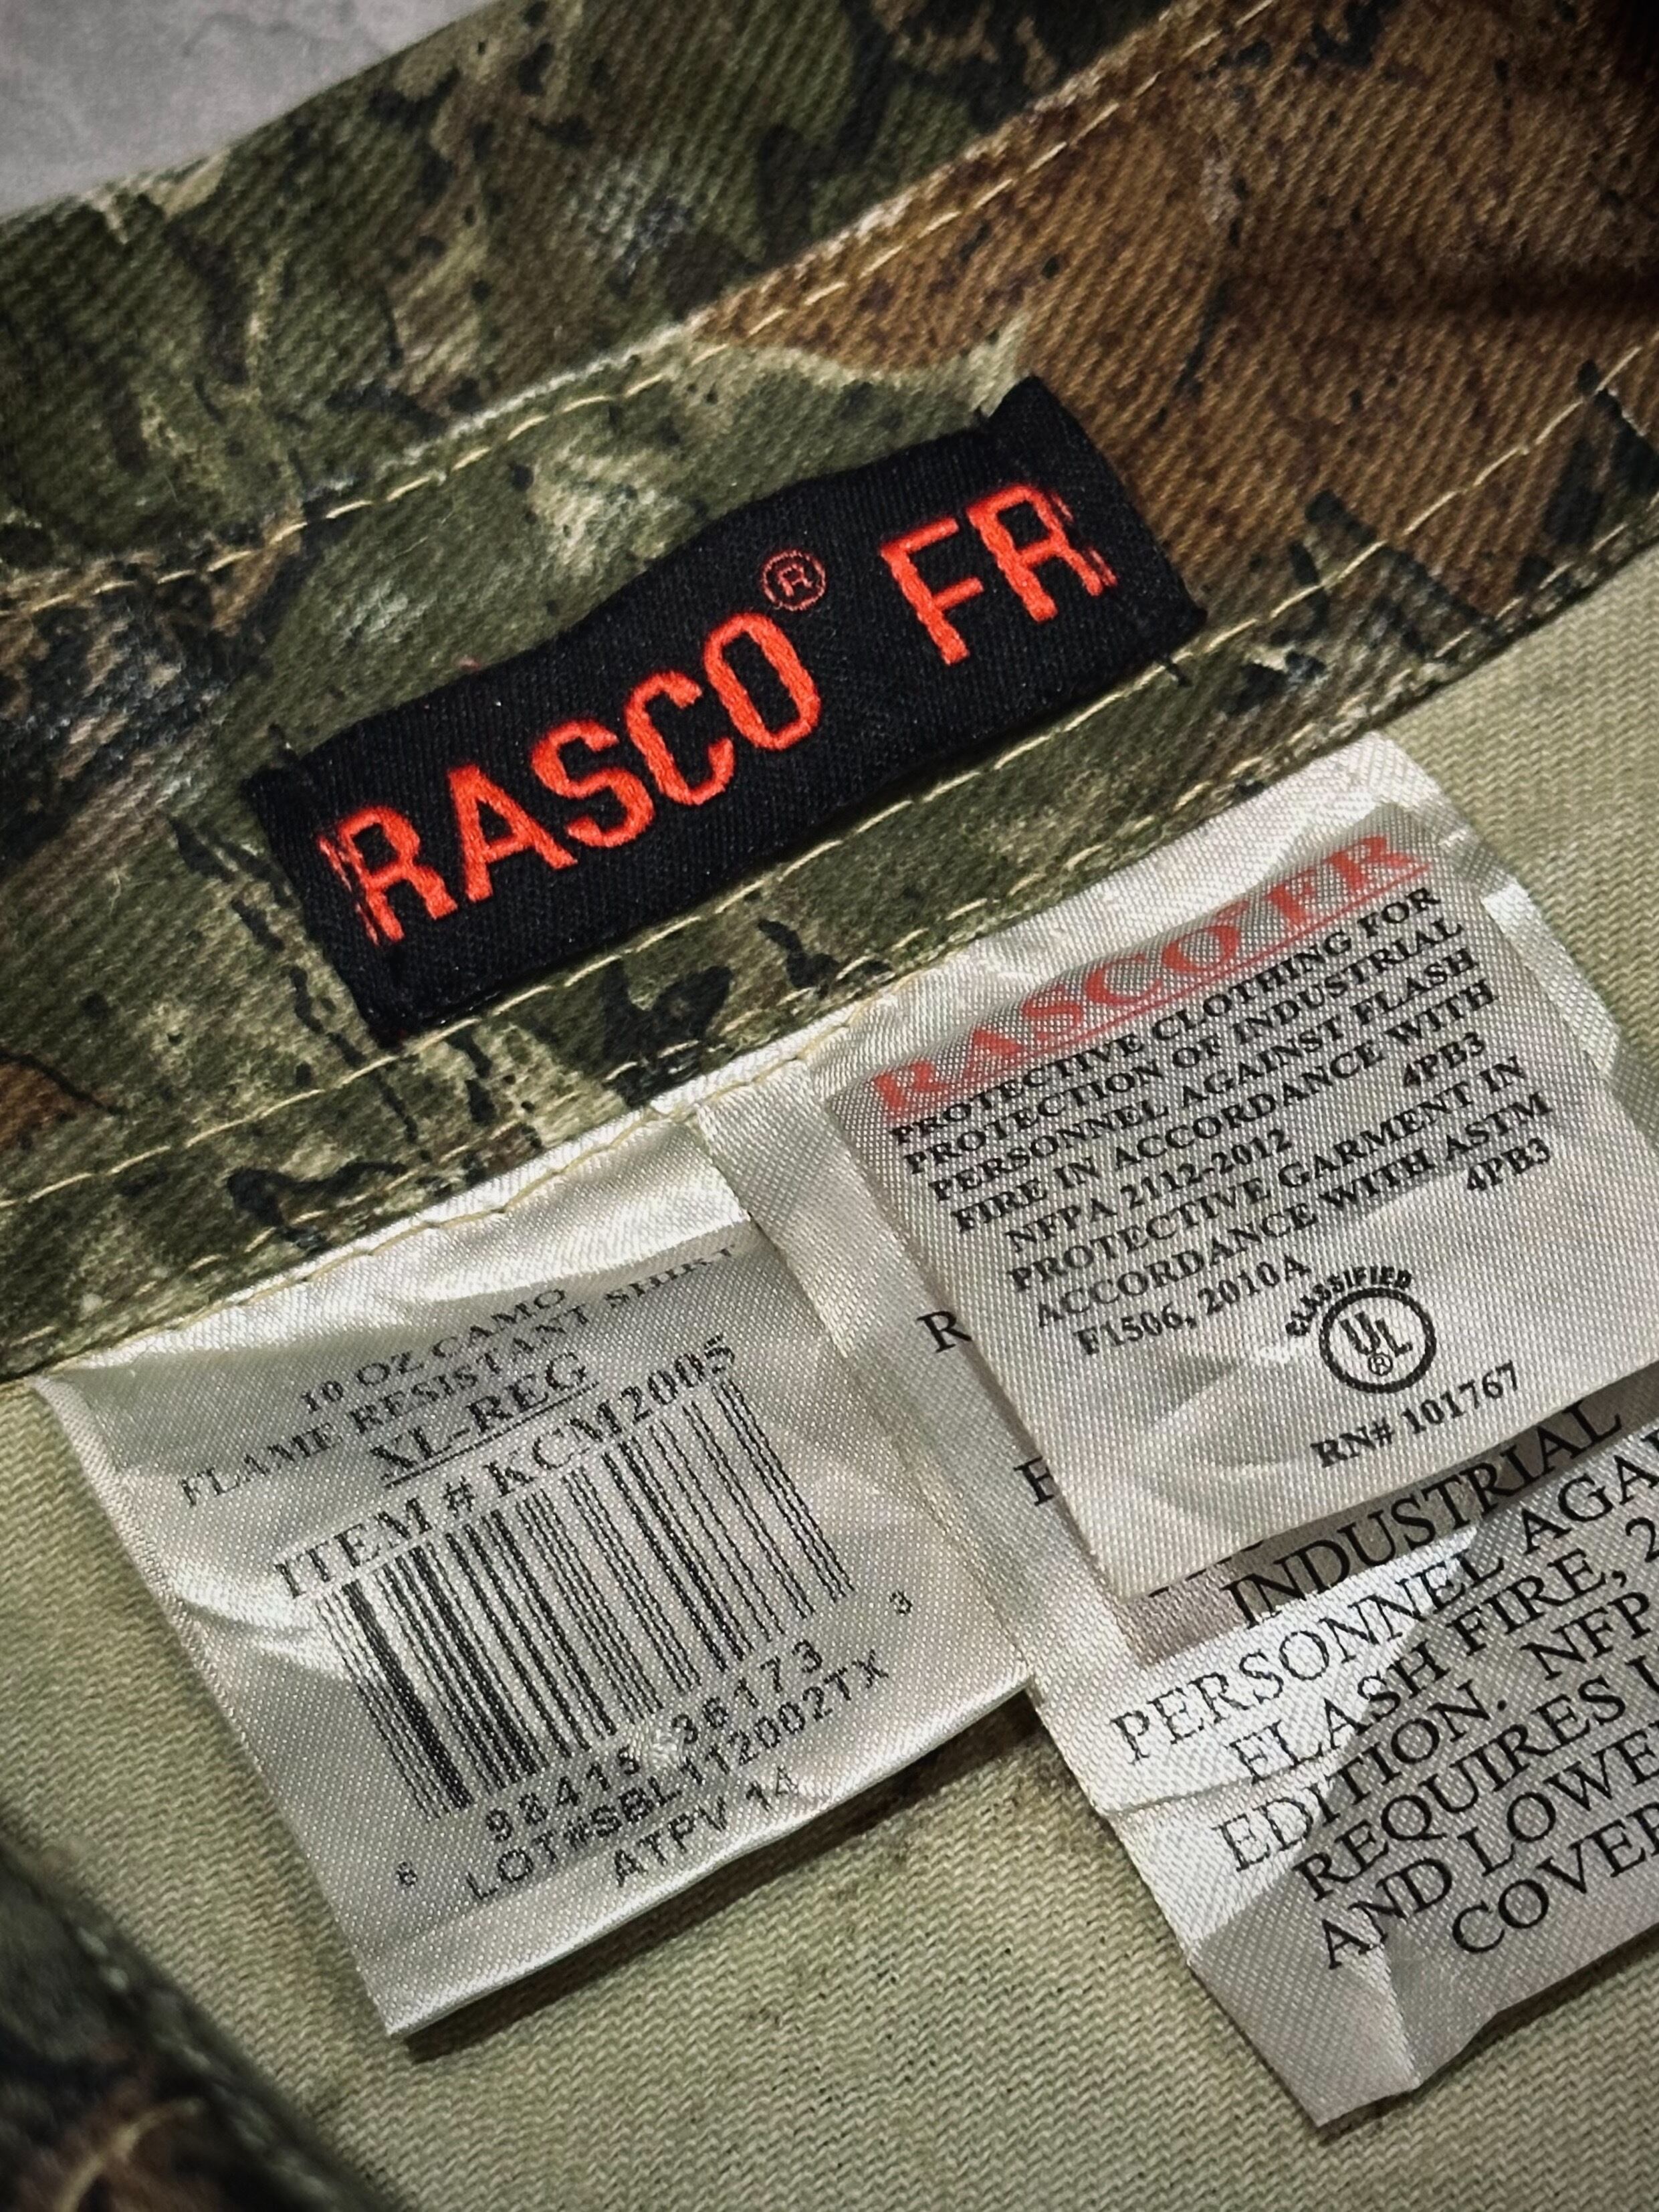 RASCO® FR
RASCO FR
PROTECTIVE CLOTHING FOR
PROTECTION OF INDUSTRIAL
PERSONNEL AGAINST FLASH
FIRE IN ACCORDANCE WITH
NFPA 2112-2012 4PB3
PROTECTIVE GARMENT IN
ACCORDANCE WITH ASTM
F1506, 2010A 4PB3
CLASSIFIED
UL®
RN# 101767
10 OZ CAMO
FLAME RESISTANT SHIRT
XL-REG
ITEM # KCM2005
6 98415 36173 3
LOT#SBL112002TX
ATPV 14
INDUSTRIAL
PERSONNEL AGAI
FLASH FIRE, 2
EDITION. NFP
REQUIRES
AND LOWE
COVER